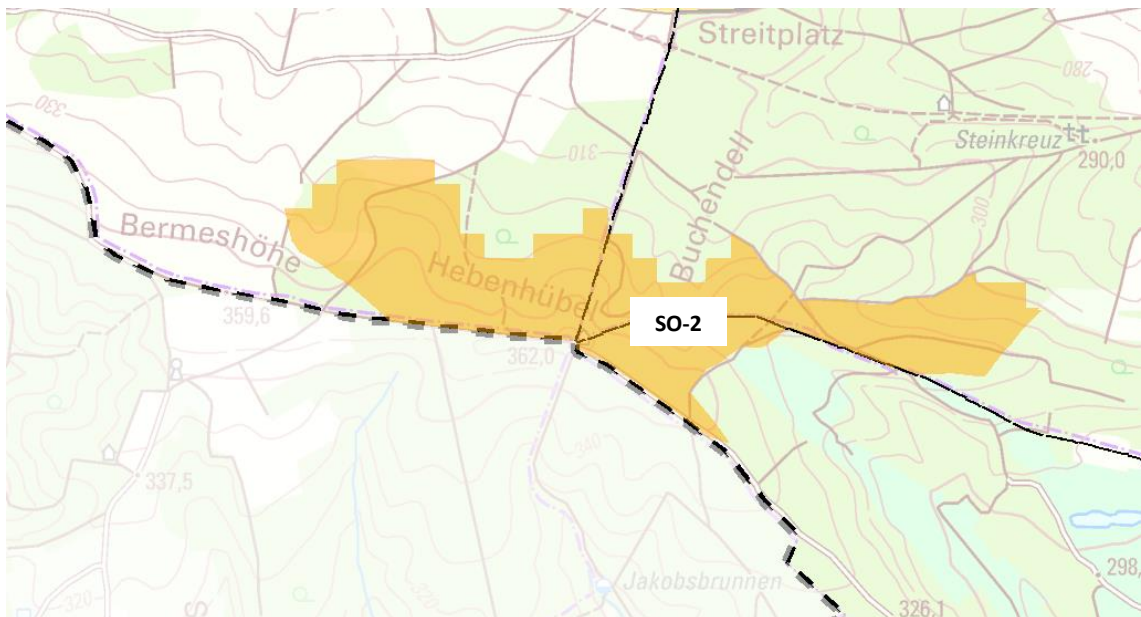 Streitplatz
280
330
Steinkreuz
290,0
310
Buchendell
300
Bermeshöhe
Hebenhübel
359,6
SO-2
362,0
340
337,5
Jakobsbrunnen
298,
320
326,1
S